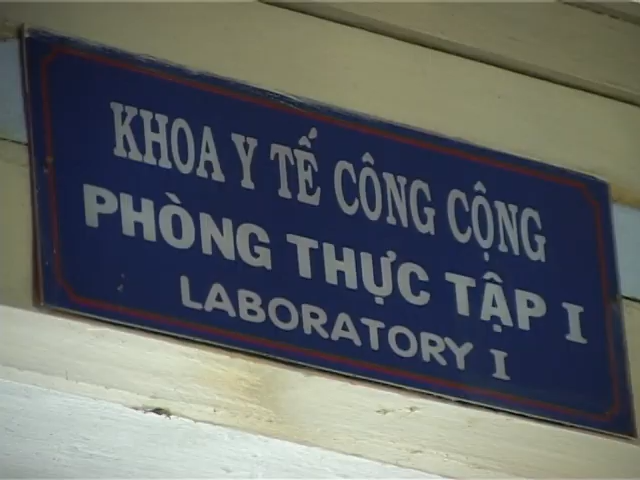 KHOA Y TẾ CÔNG CỘNG
PHÒNG THỰC TẬP I
LABORATORY I